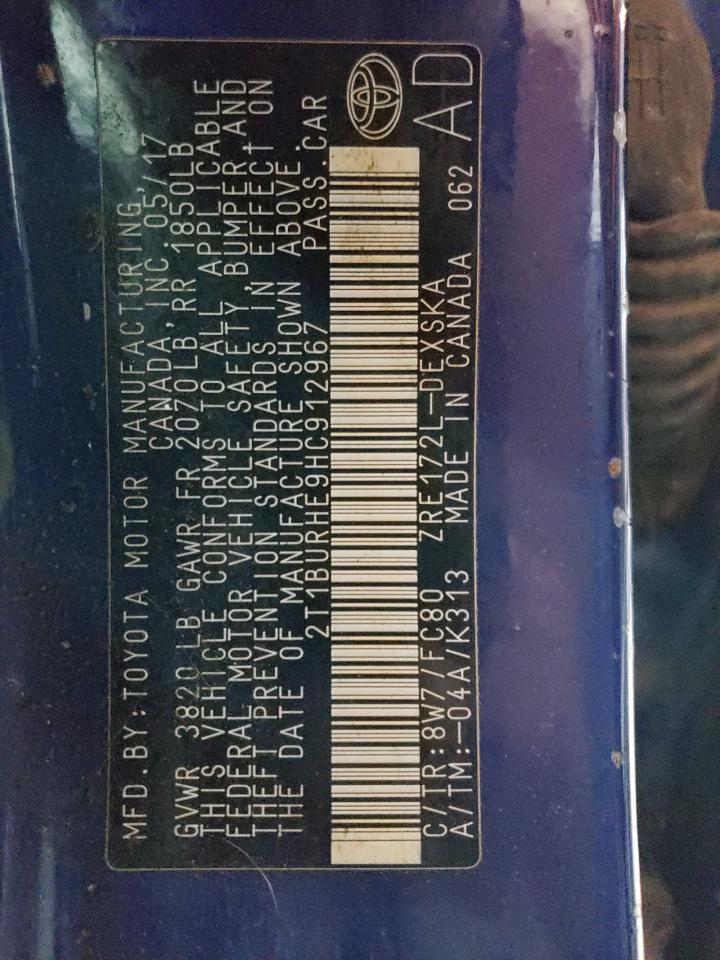 MFD.BY:TOYOTA MOTOR MANUFACTURING,
CANADA, INC. 05/17
GVWR 3820 LB GAWR FR 2070LB, RR 1850LB
THIS VEHICLE CONFORMS TO ALL APPLICABLE
FEDERAL MOTOR VEHICLE SAFETY, BUMPER, AND
THEFT PREVENTION STANDARDS IN EFFECT ON
THE DATE OF MANUFACTURE SHOWN ABOVE.
2T1BURHE9HC912967 PASS.CAR
C/TR:8W7/FC80 ZRE172L-DEXSKA
A/TM:-04A/K313 MADE IN CANADA 062 AD